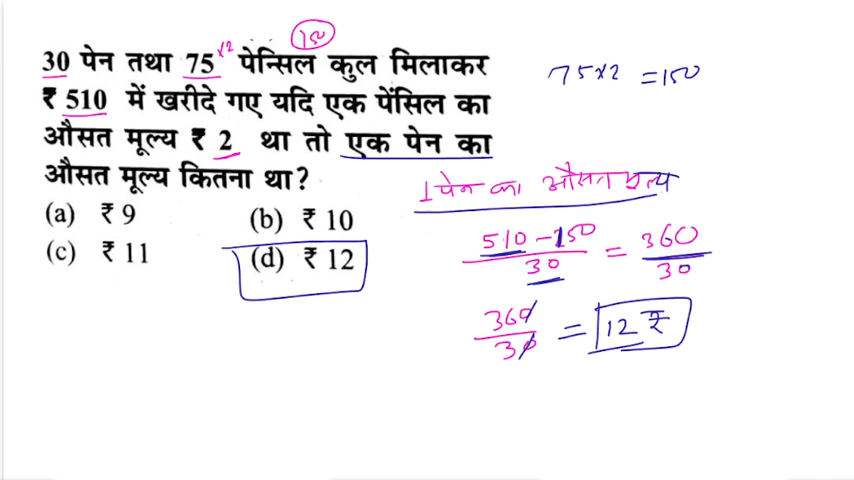 150
30 पेन तथा 75 ×2 पेन्सिल कुल मिलाकर
₹ 510 में खरीदे गए यदि एक पेंसिल का
औसत मूल्य ₹ 2 था तो एक पेन का
औसत मूल्य कितना था?
(a) ₹ 9
(b) ₹ 10
(c) ₹ 11
(d) ₹ 12
75×2 =150
1 पेन का औसत मूल्य
510 - 150 / 30 = 360 / 30
360 / 30 = 12 ₹